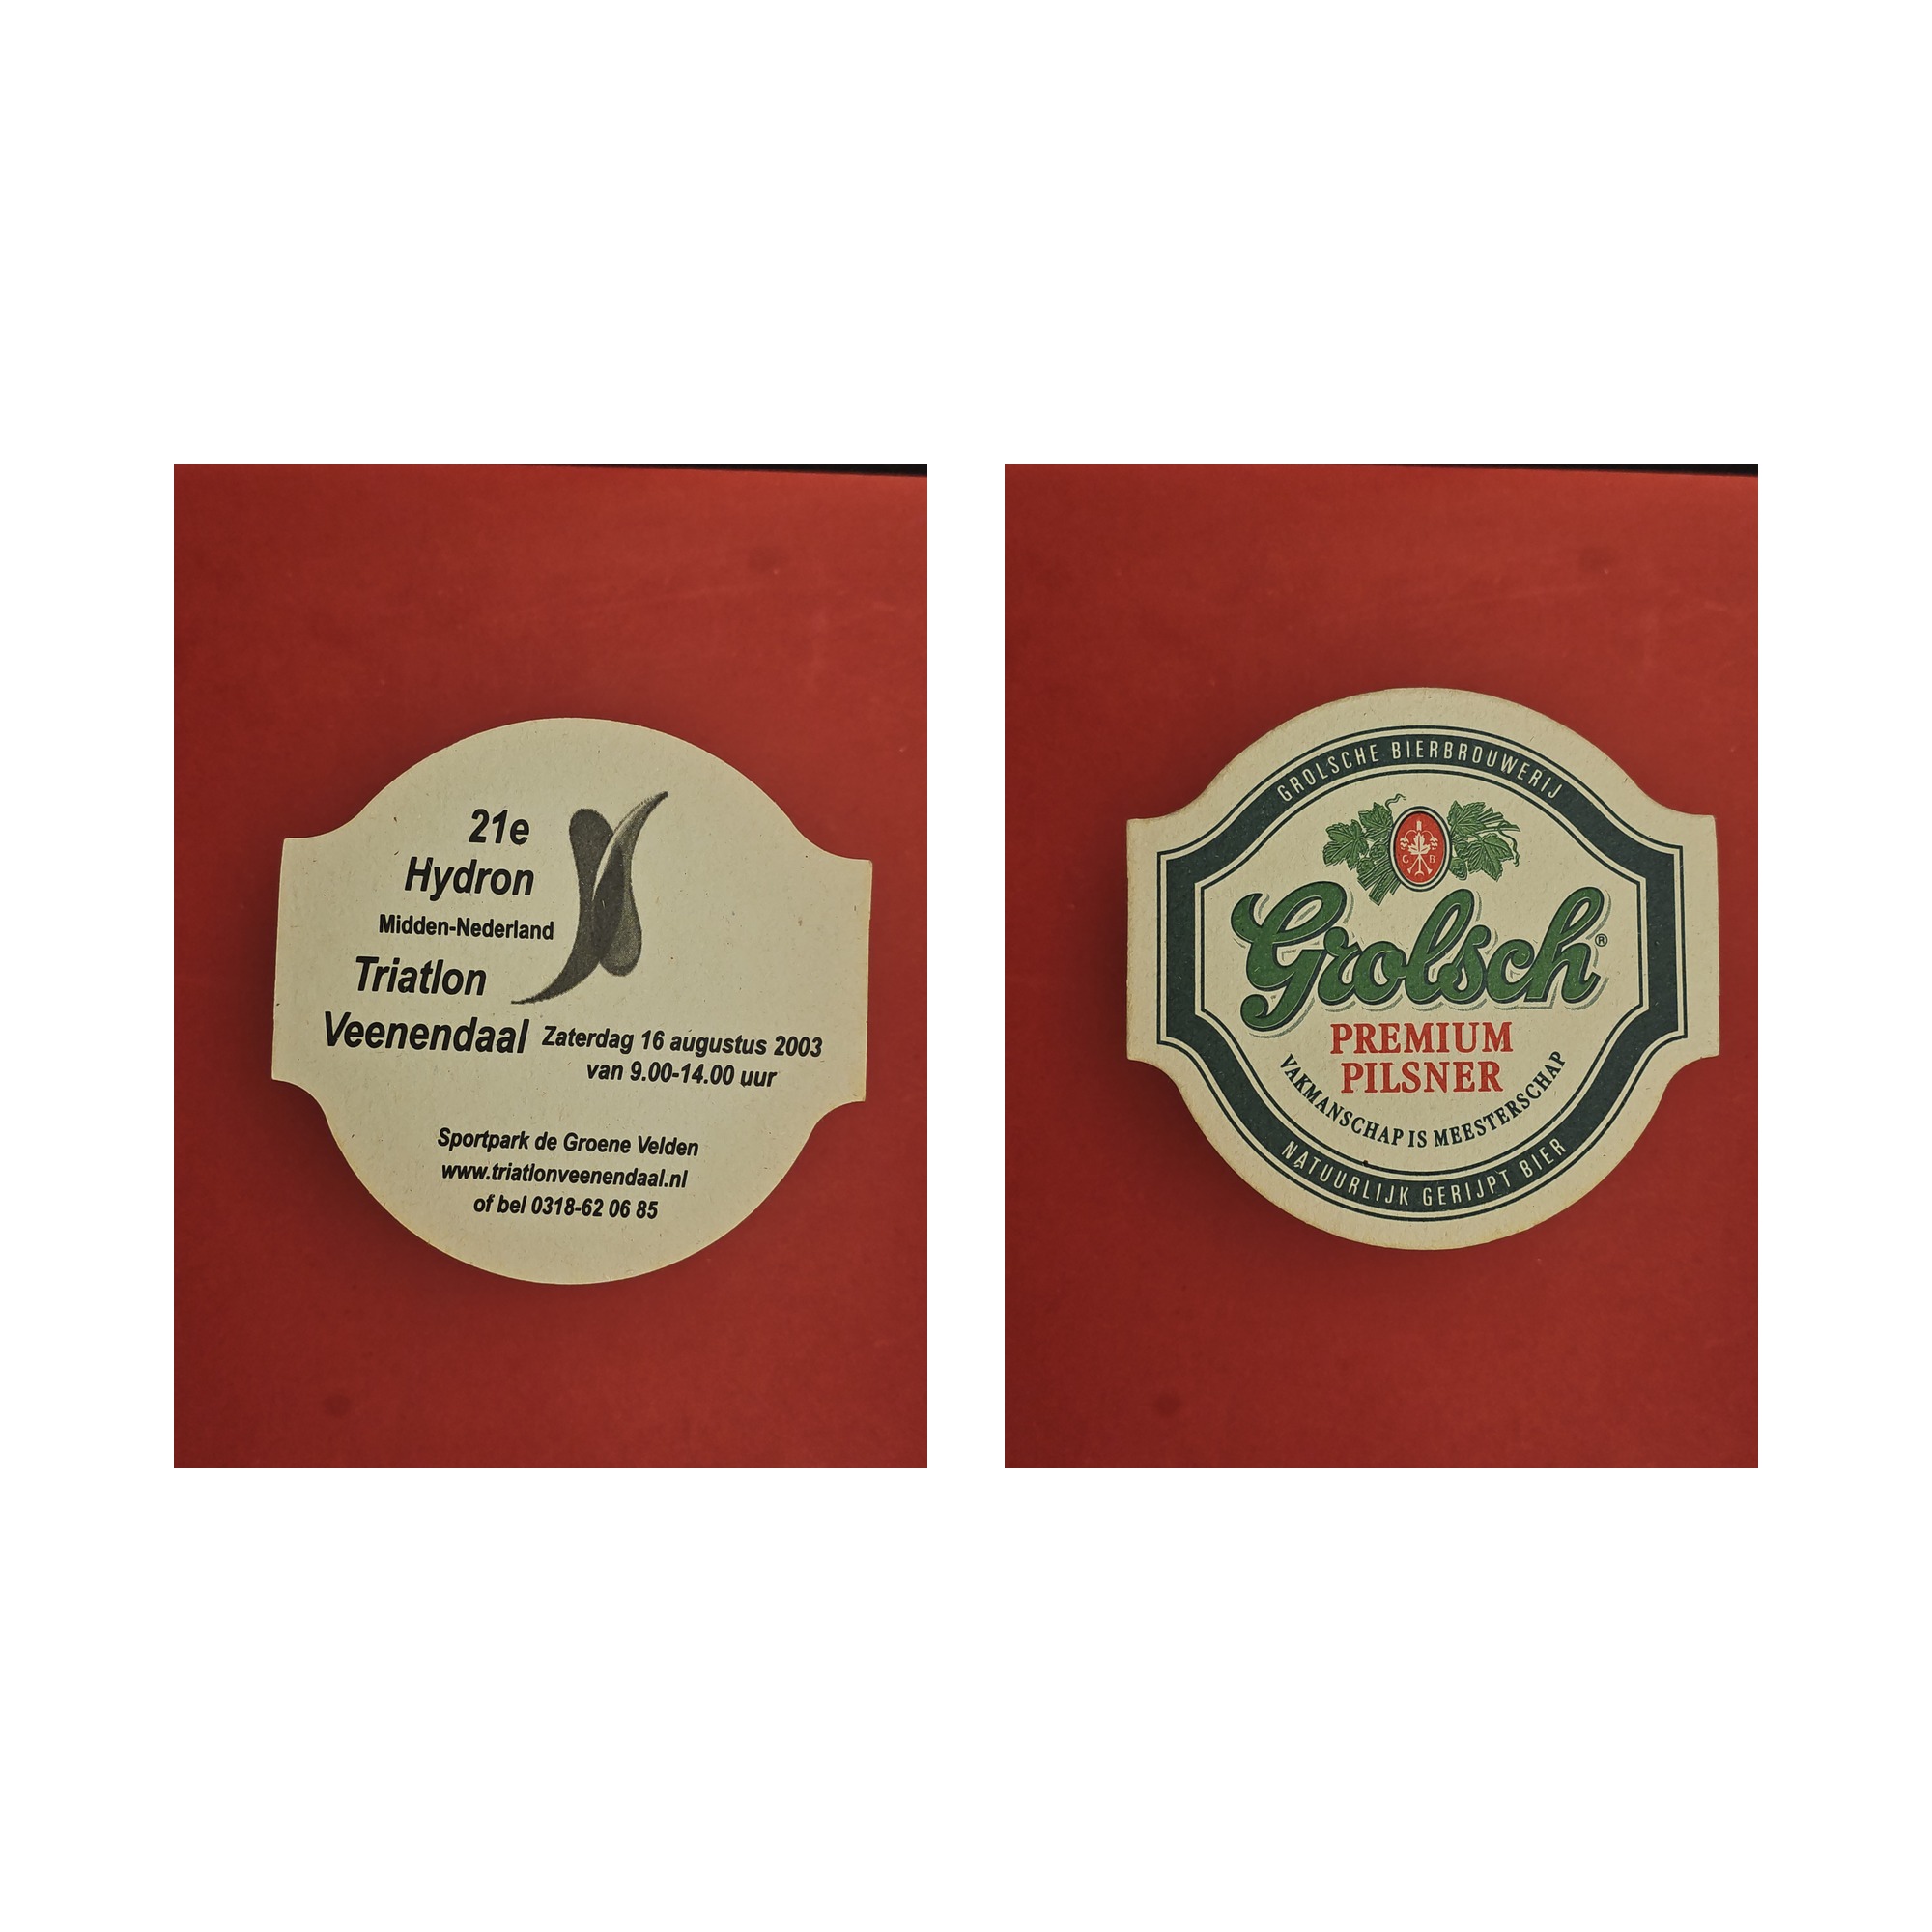 21e
Hydron
Midden-Nederland
Triatlon
Veenendaal
Zaterdag 16 augustus 2003
van 9.00-14.00 uur
Sportpark de Groene Velden
www.triatlonveenendaal.nl
of bel 0318-62 06 85
GROLSCHE BIERBROUWERIJ
G B
Grolsch®
PREMIUM
PILSNER
VAKMANSCHAP IS MEESTERSCHAP
NATUURLIJK GERIJPT BIER